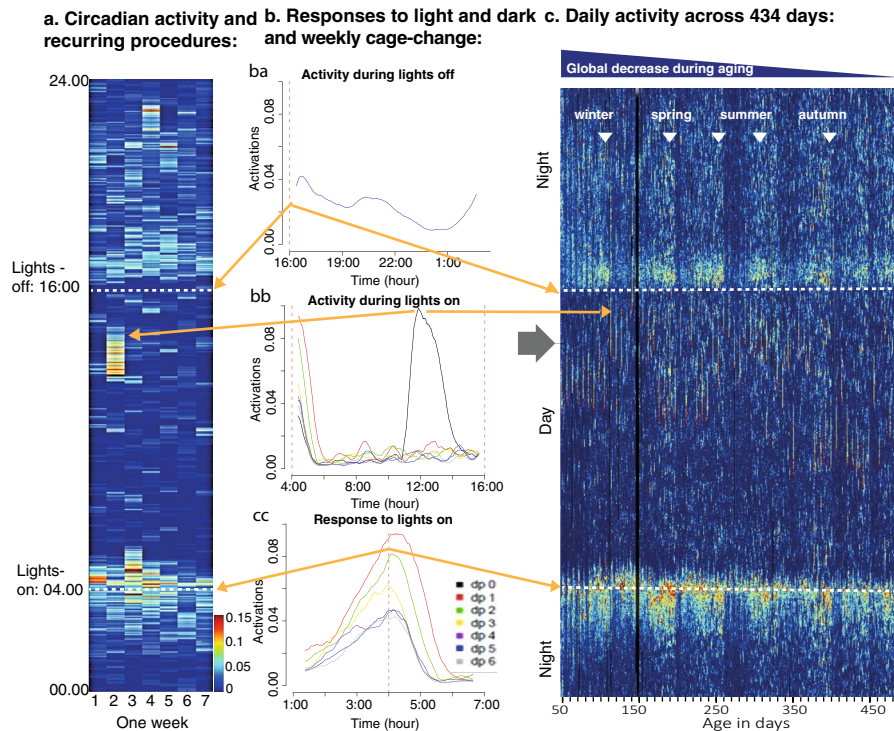 a. Circadian activity and
recurring procedures:
b. Responses to light and dark
and weekly cage-change:
c. Daily activity across 434 days:
24.00
Lights -
off: 16:00
Lights-
on: 04.00
00.00
0.15
0.10
0.05
0
1 2 3 4 5 6 7
One week
ba
Activity during lights off
Activations
0.08
0.04
0.00
16:00 19:00 22:00 1:00
Time (hour)
bb
Activity during lights on
Activations
0.08
0.04
0.00
4:00 8:00 12:00 16:00
Time (hour)
cc
Response to lights on
Activations
0.08
0.04
0.00
dp 0
dp 1
dp 2
dp 3
dp 4
dp 5
dp 6
1:00 3:00 5:00 7:00
Time (hour)
Global decrease during aging
winter spring summer autumn
Night
Day
Night
50 150 250 350 450
Age in days